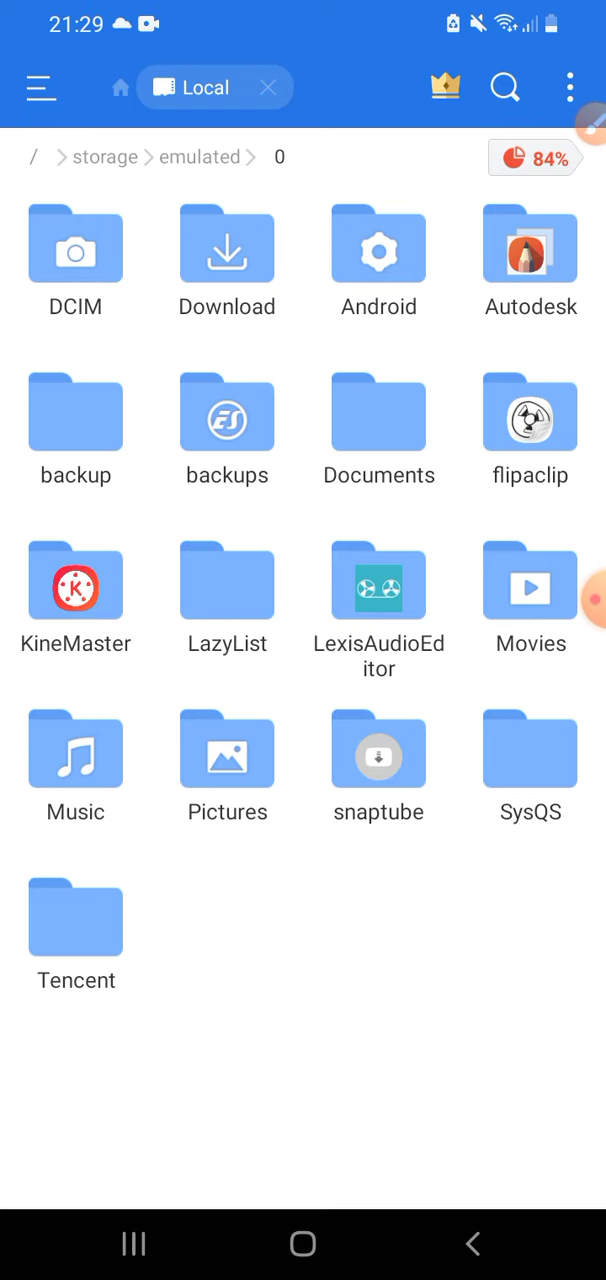 21:29
Local
/ storage emulated 0
84%
DCIM Download Android Autodesk
backup backups Documents flipaclip
KineMaster LazyList LexisAudioEd Movies
itor
Music Pictures snaptube SysQS
Tencent